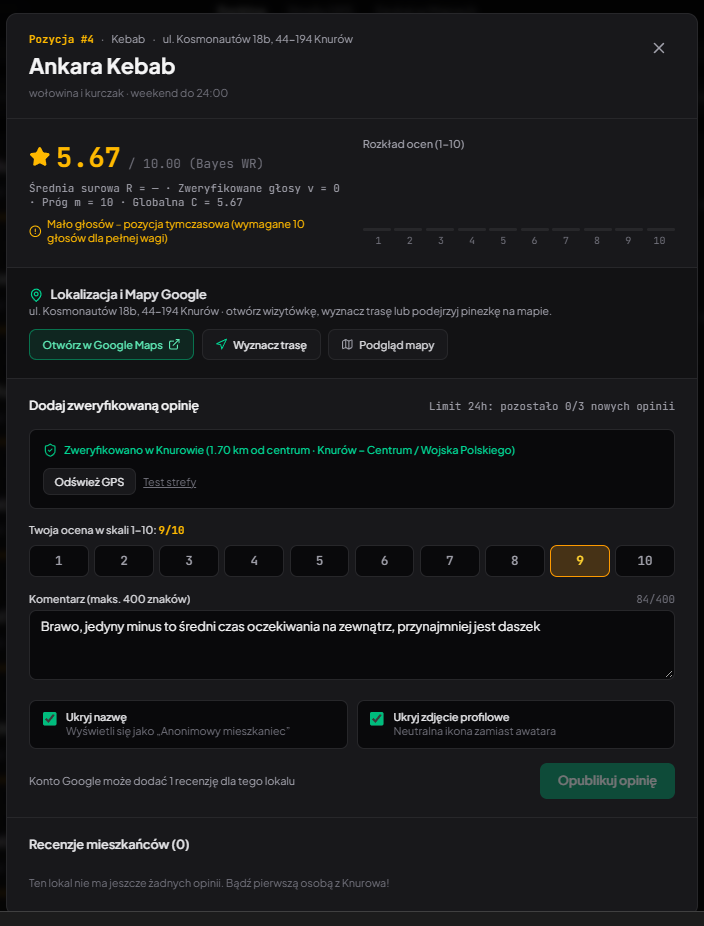 Pozycja #4 · Kebab · ul. Kosmonautów 18b, 44–194 Knurów
Ankara Kebab
wołowina i kurczak · weekend do 24:00
5.67 / 10.00 (Bayes WR)
Średnia surowa R = — · Zweryfikowane głosy v = 0
· Próg m = 10 · Globalna C = 5.67
Mało głosów – pozycja tymczasowa (wymagane 10
głosów dla pełnej wagi)
Rozkład ocen (1–10)
1 2 3 4 5 6 7 8 9 10
Lokalizacja i Mapy Google
ul. Kosmonautów 18b, 44–194 Knurów · otwórz wizytówkę, wyznacz trasę lub podejrzyj pinezkę na mapie.
Otwórz w Google Maps Wyznacz trasę Podgląd mapy
Dodaj zweryfikowaną opinię Limit 24h: pozostało 0/3 nowych opinii
Zweryfikowano w Knurowie (1.70 km od centrum · Knurów – Centrum / Wojska Polskiego)
Odśwież GPS Test strefy
Twoja ocena w skali 1–10: 9/10
1 2 3 4 5 6 7 8 9 10
Komentarz (maks. 400 znaków) 84/400
Brawo, jedyny minus to średni czas oczekiwania na zewnątrz, przynajmniej jest daszek
Ukryj nazwę Ukryj zdjęcie profilowe
Wyświetli się jako „Anonimowy mieszkaniec” Neutralna ikona zamiast awatara
Konto Google może dodać 1 recenzję dla tego lokalu Opublikuj opinię
Recenzje mieszkańców (0)
Ten lokal nie ma jeszcze żadnych opinii. Bądź pierwszą osobą z Knurowa!